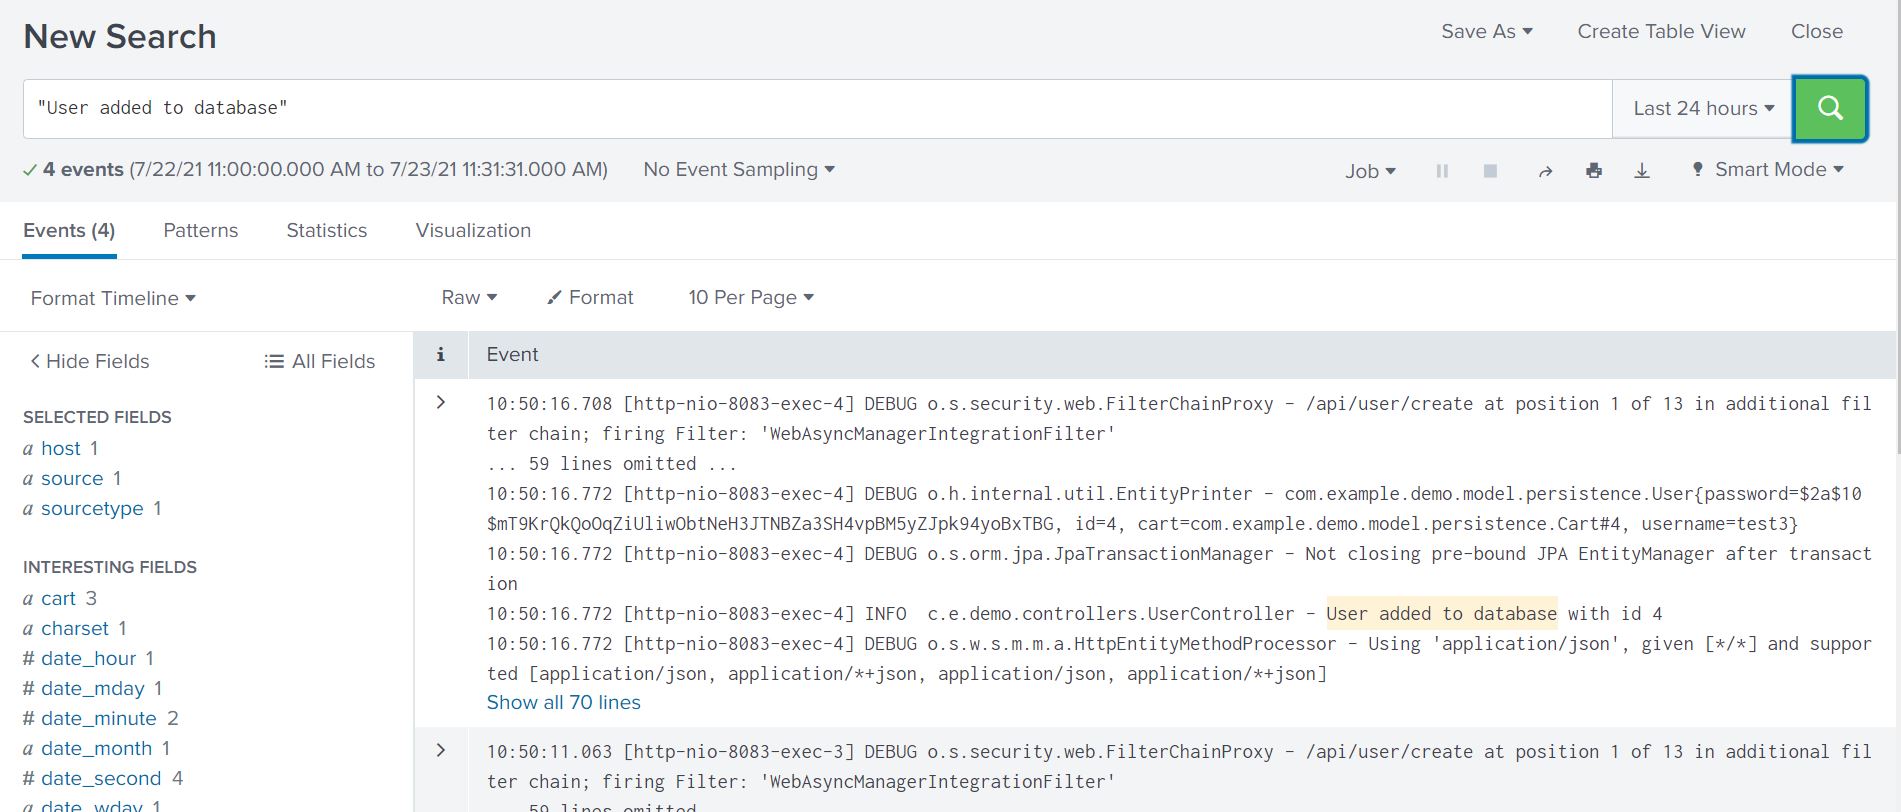 New Search
Save As
Create Table View
Close
"User added to database"
Last 24 hours
4 events (7/22/21 11:00:00.000 AM to 7/23/21 11:31:31.000 AM)
No Event Sampling
Job
Smart Mode
Events (4)
Patterns
Statistics
Visualization
Format Timeline
Raw
Format
10 Per Page
< Hide Fields
All Fields
i
Event
SELECTED FIELDS
a host 1
a source 1
a sourcetype 1
INTERESTING FIELDS
a cart 3
a charset 1
# date_hour 1
# date_mday 1
# date_minute 2
a date_month 1
# date_second 4
a date_wday 1
10:50:16.708 [http-nio-8083-exec-4] DEBUG o.s.security.web.FilterChainProxy - /api/user/create at position 1 of 13 in additional fil
ter chain; firing Filter: 'WebAsyncManagerIntegrationFilter'
... 59 lines omitted ...
10:50:16.772 [http-nio-8083-exec-4] DEBUG o.h.internal.util.EntityPrinter - com.example.demo.model.persistence.User{password=$2a$10
$mT9KrQkQoOqZiUliwObtNeH3JTNBZa3SH4vpBM5yZJpk94yoBxTBG, id=4, cart=com.example.demo.model.persistence.Cart#4, username=test3}
10:50:16.772 [http-nio-8083-exec-4] DEBUG o.s.orm.jpa.JpaTransactionManager - Not closing pre-bound JPA EntityManager after transact
ion
10:50:16.772 [http-nio-8083-exec-4] INFO  c.e.demo.controllers.UserController - User added to database with id 4
10:50:16.772 [http-nio-8083-exec-4] DEBUG o.s.w.s.m.m.a.HttpEntityMethodProcessor - Using 'application/json', given [*/*] and suppor
ted [application/json, application/*+json, application/json, application/*+json]
Show all 70 lines
10:50:11.063 [http-nio-8083-exec-3] DEBUG o.s.security.web.FilterChainProxy - /api/user/create at position 1 of 13 in additional fil
ter chain; firing Filter: 'WebAsyncManagerIntegrationFilter'
59 lines omitted